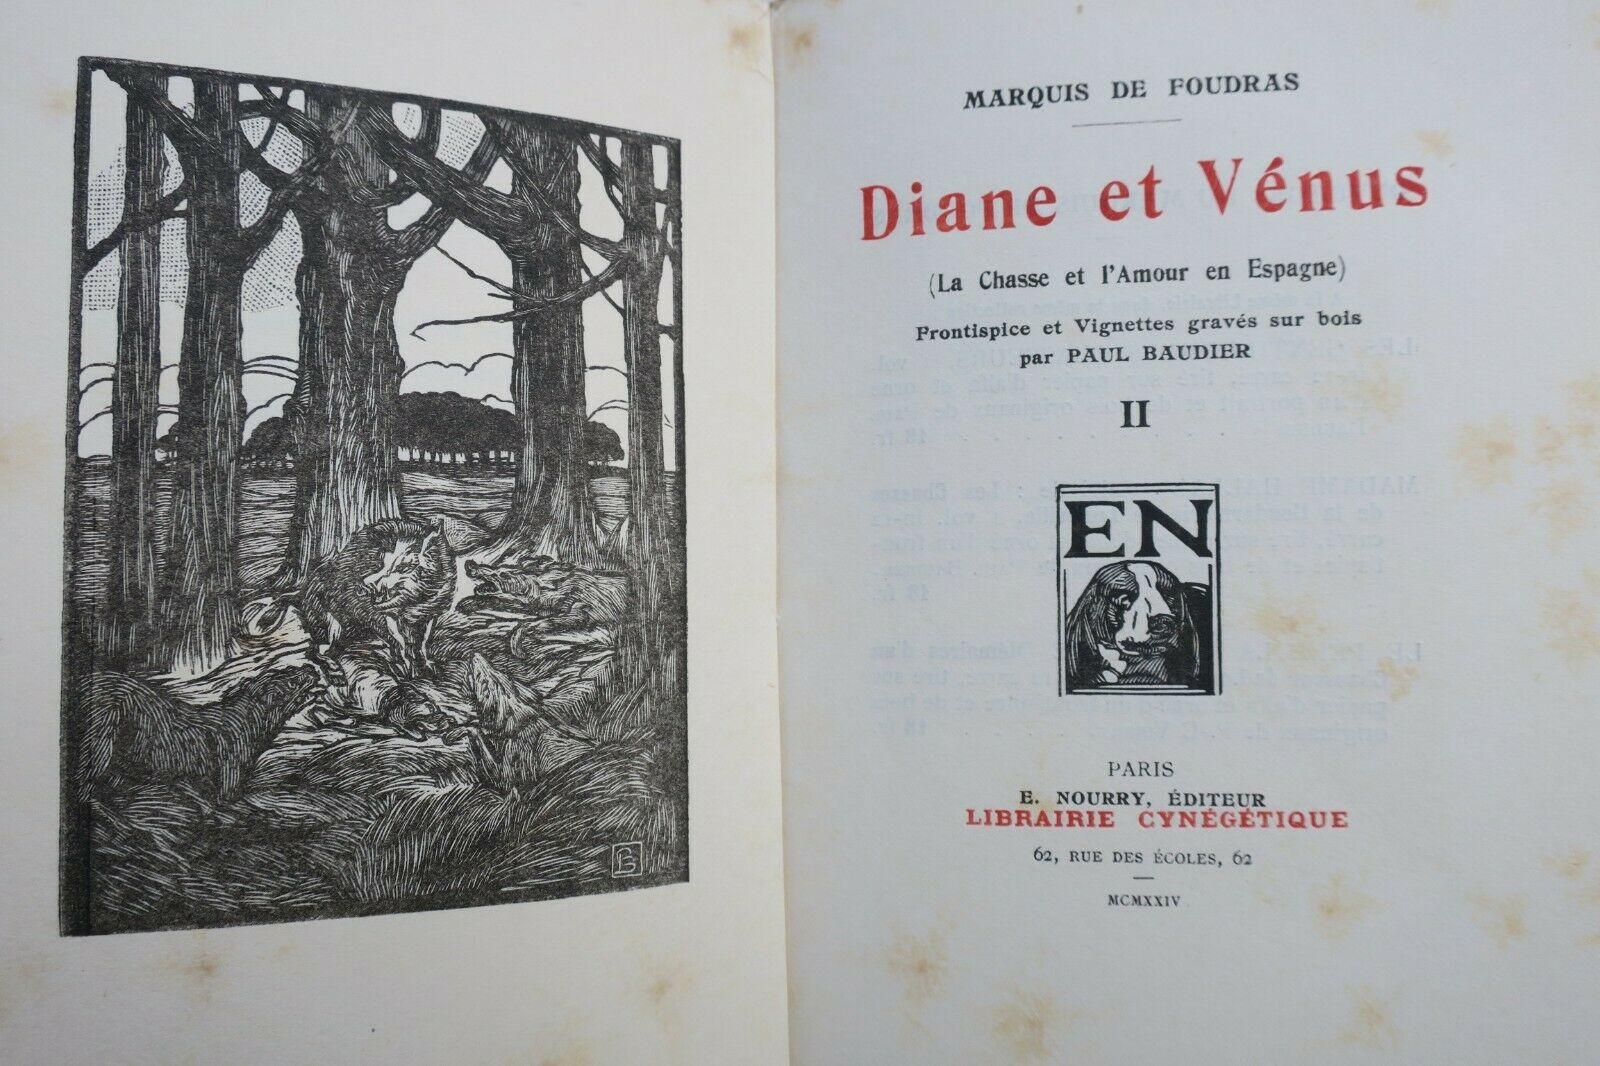 MARQUIS DE FOUDRAS
Diane et Vénus
(La Chasse et l'Amour en Espagne)
Frontispice et Vignettes gravés sur bois
par PAUL BAUDIER
II
EN
PARIS
E. NOURRY, ÉDITEUR
LIBRAIRIE CYNÉGÉTIQUE
62, RUE DES ÉCOLES, 62
MCMXXIV